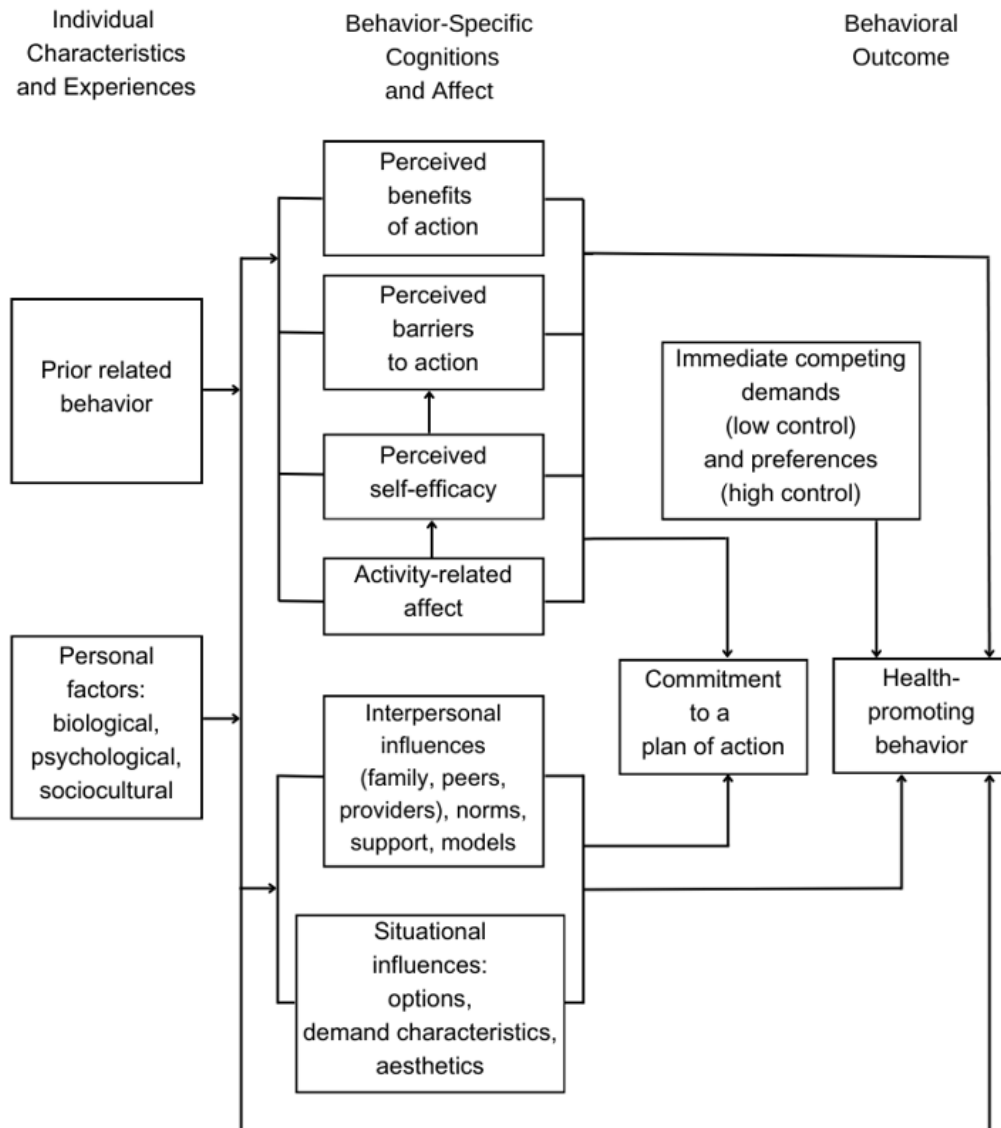 Individual
Characteristics
and Experiences
Behavior-Specific
Cognitions
and Affect
Behavioral
Outcome
Prior related
behavior
Personal
factors:
biological,
psychological,
sociocultural
Perceived
benefits
of action
Perceived
barriers
to action
Perceived
self-efficacy
Activity-related
affect
Interpersonal
influences
(family, peers,
providers), norms,
support, models
Situational
influences:
options,
demand characteristics,
aesthetics
Immediate competing
demands
(low control)
and preferences
(high control)
Commitment
to a
plan of action
Health-
promoting
behavior